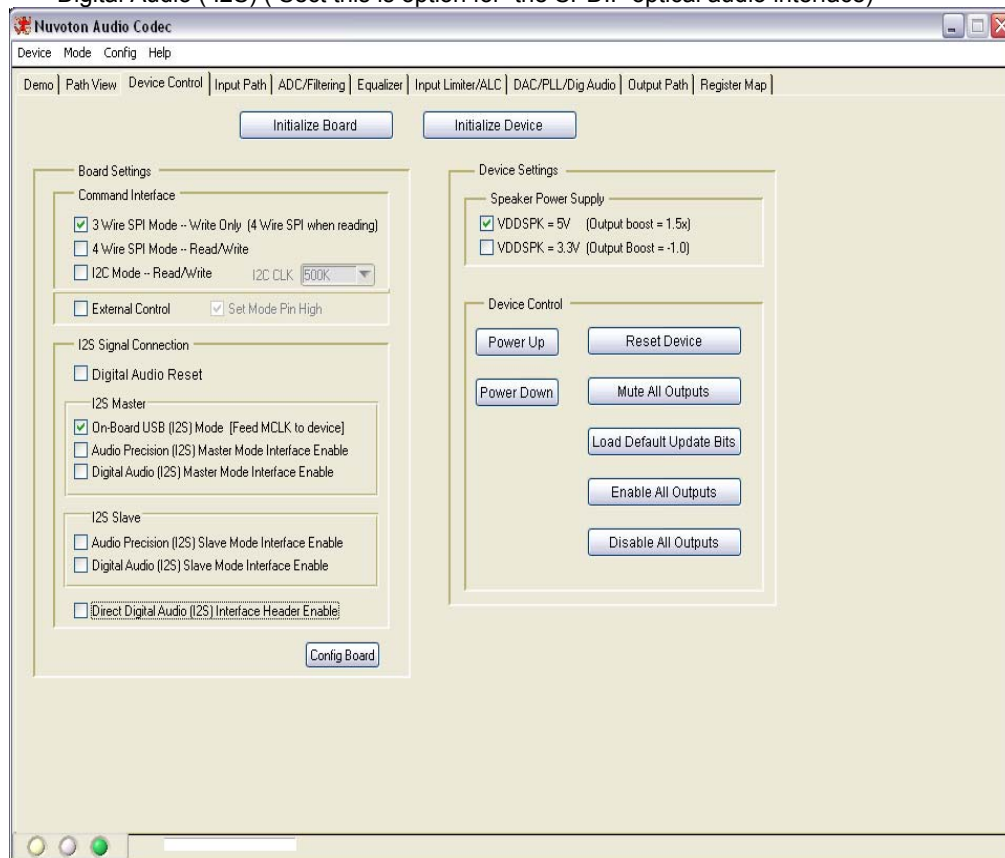 Digital Audio ( I2S) ( Sect this is option for the SPDIF optical audio interface)
Nuvoton Audio Codec
Device Mode Config Help
Demo Path View Device Control Input Path ADC/Filtering Equalizer Input Limiter/ALC DAC/PLL/Dig Audio Output Path Register Map
Initialize Board Initialize Device
Board Settings
Command Interface
3 Wire SPI Mode -- Write Only (4 Wire SPI when reading)
4 Wire SPI Mode -- Read/Write
I2C Mode -- Read/Write I2C CLK 500K
External Control Set Mode Pin High
I2S Signal Connection
Digital Audio Reset
I2S Master
On-Board USB (I2S) Mode [Feed MCLK to device]
Audio Precision (I2S) Master Mode Interface Enable
Digital Audio (I2S) Master Mode Interface Enable
I2S Slave
Audio Precision (I2S) Slave Mode Interface Enable
Digital Audio (I2S) Slave Mode Interface Enable
Direct Digital Audio (I2S) Interface Header Enable
Config Board
Device Settings
Speaker Power Supply
VDDSPK = 5V (Output boost = 1.5x)
VDDSPK = 3.3V (Output Boost = -1.0)
Device Control
Power Up Reset Device
Power Down Mute All Outputs
Load Default Update Bits
Enable All Outputs
Disable All Outputs